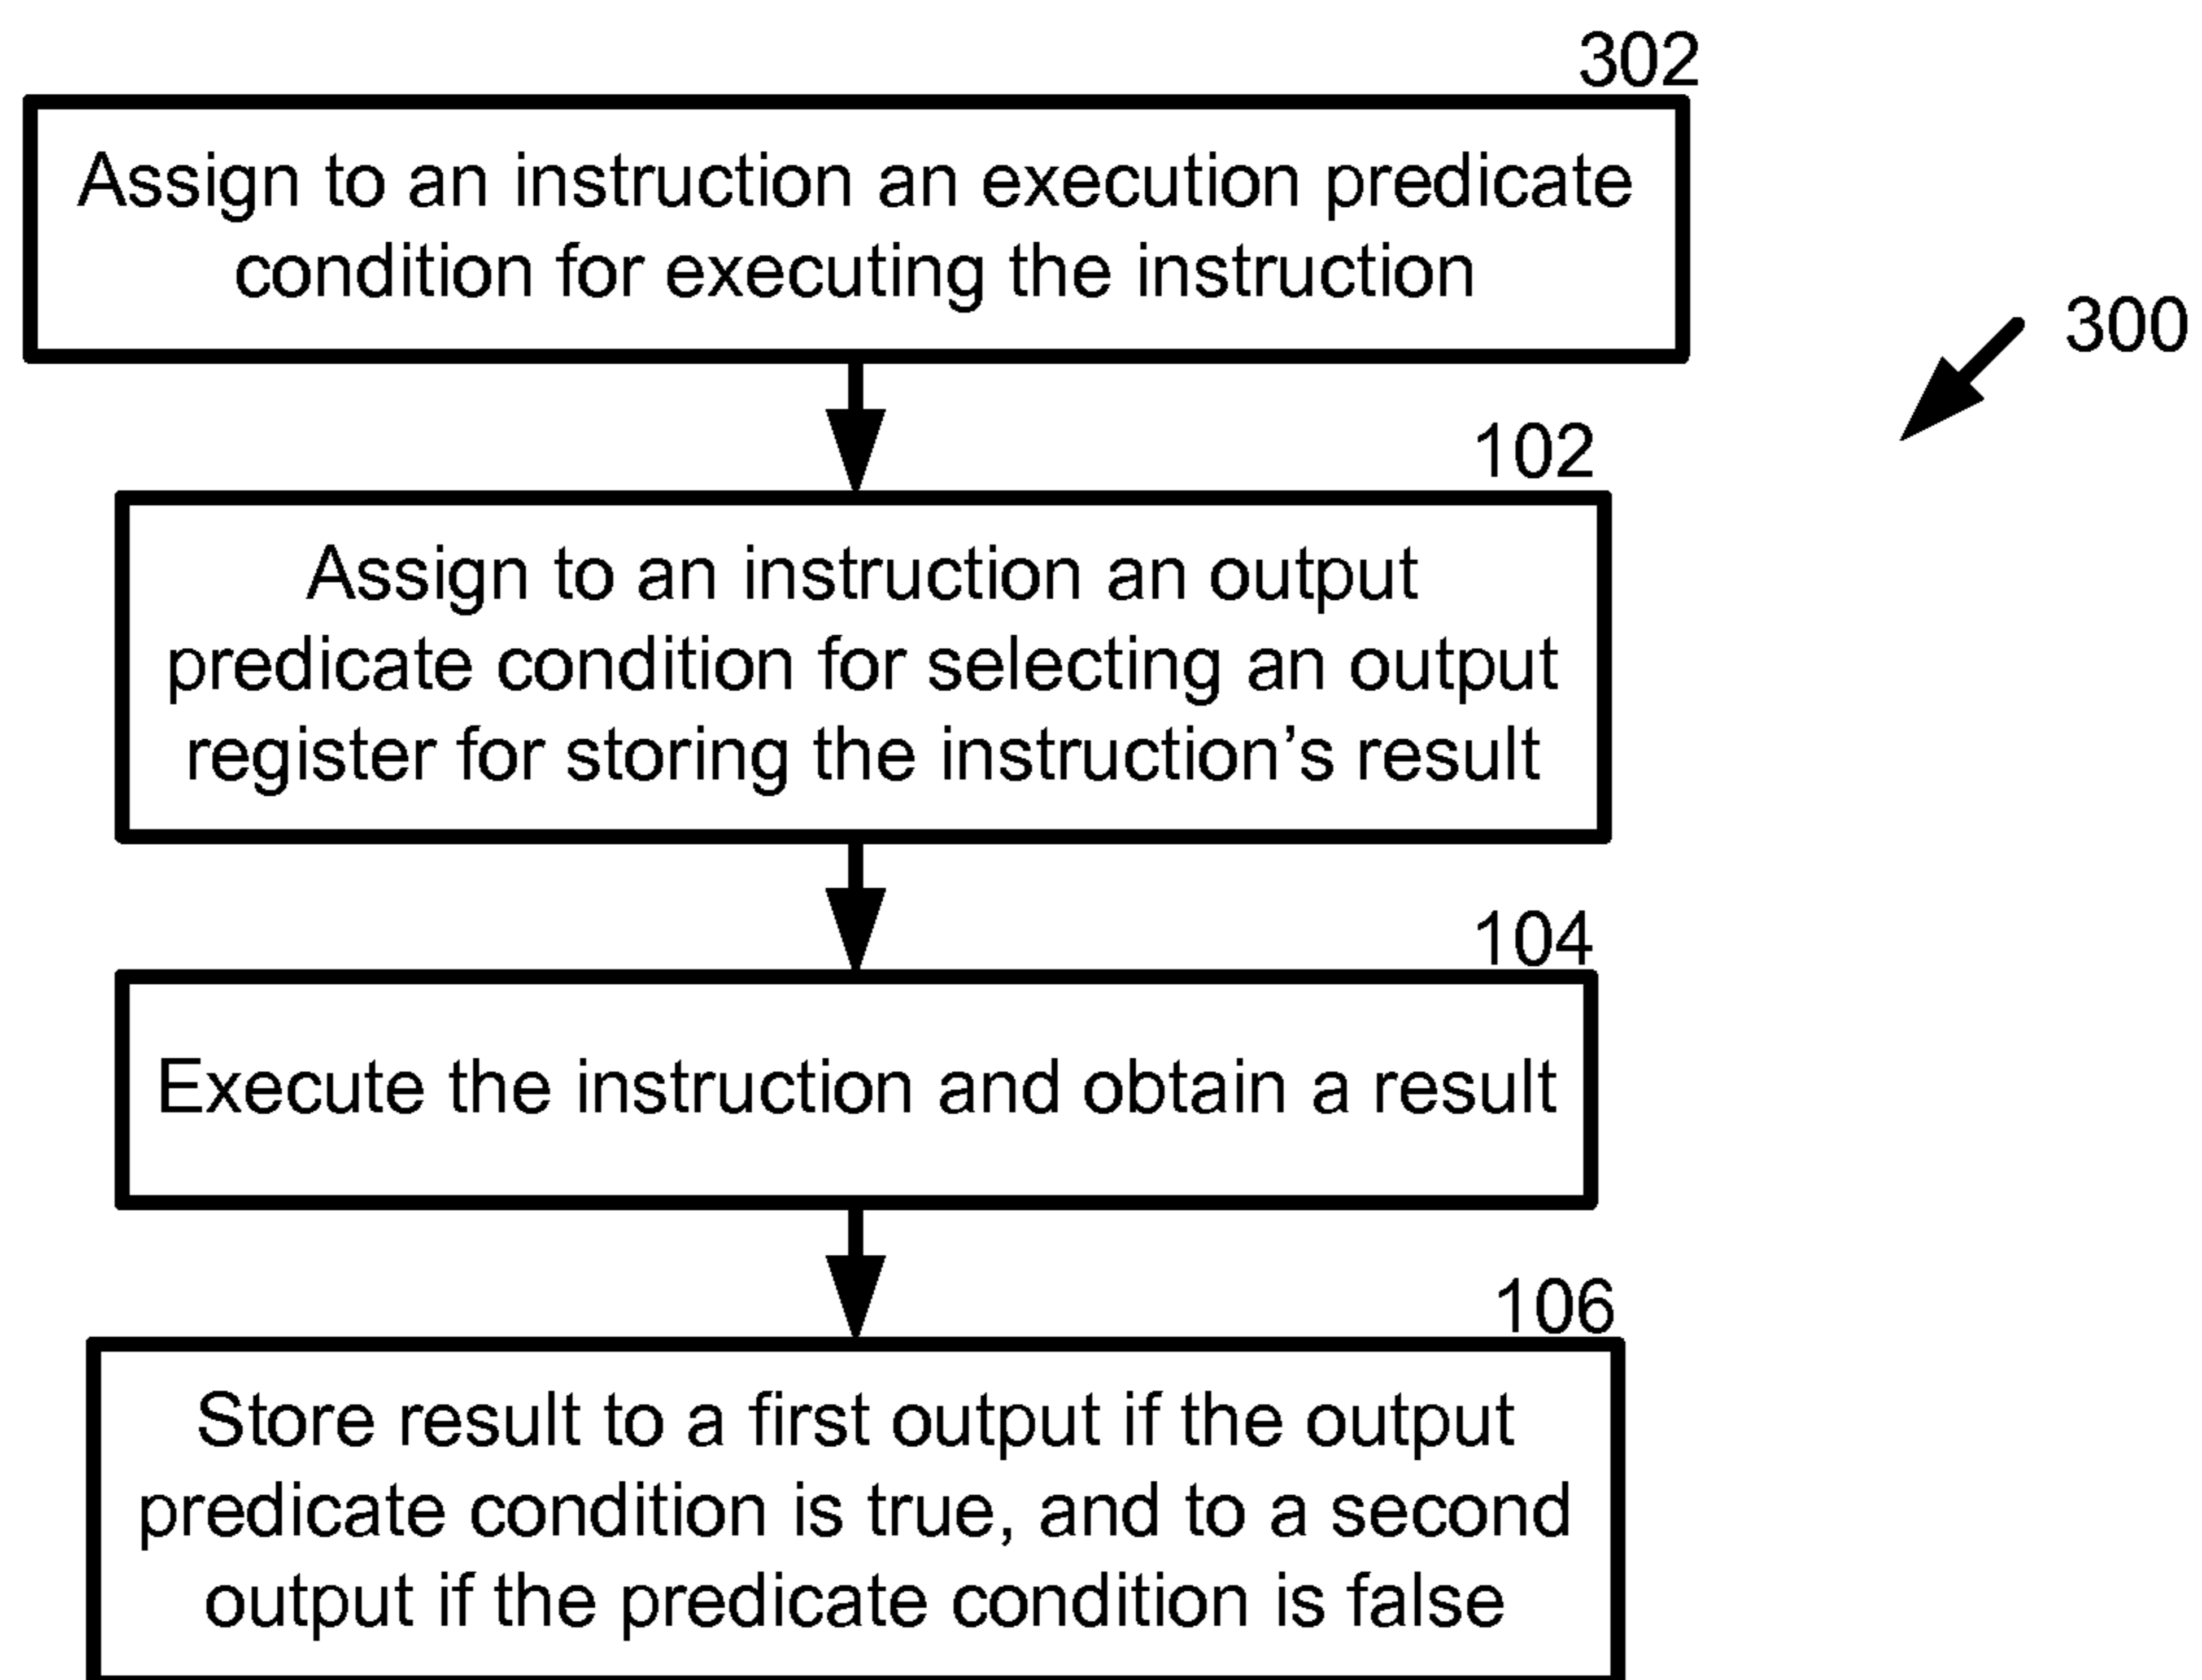 302
Assign to an instruction an execution predicate
condition for executing the instruction
300
102
Assign to an instruction an output
predicate condition for selecting an output
register for storing the instruction’s result
104
Execute the instruction and obtain a result
106
Store result to a first output if the output
predicate condition is true, and to a second
output if the predicate condition is false